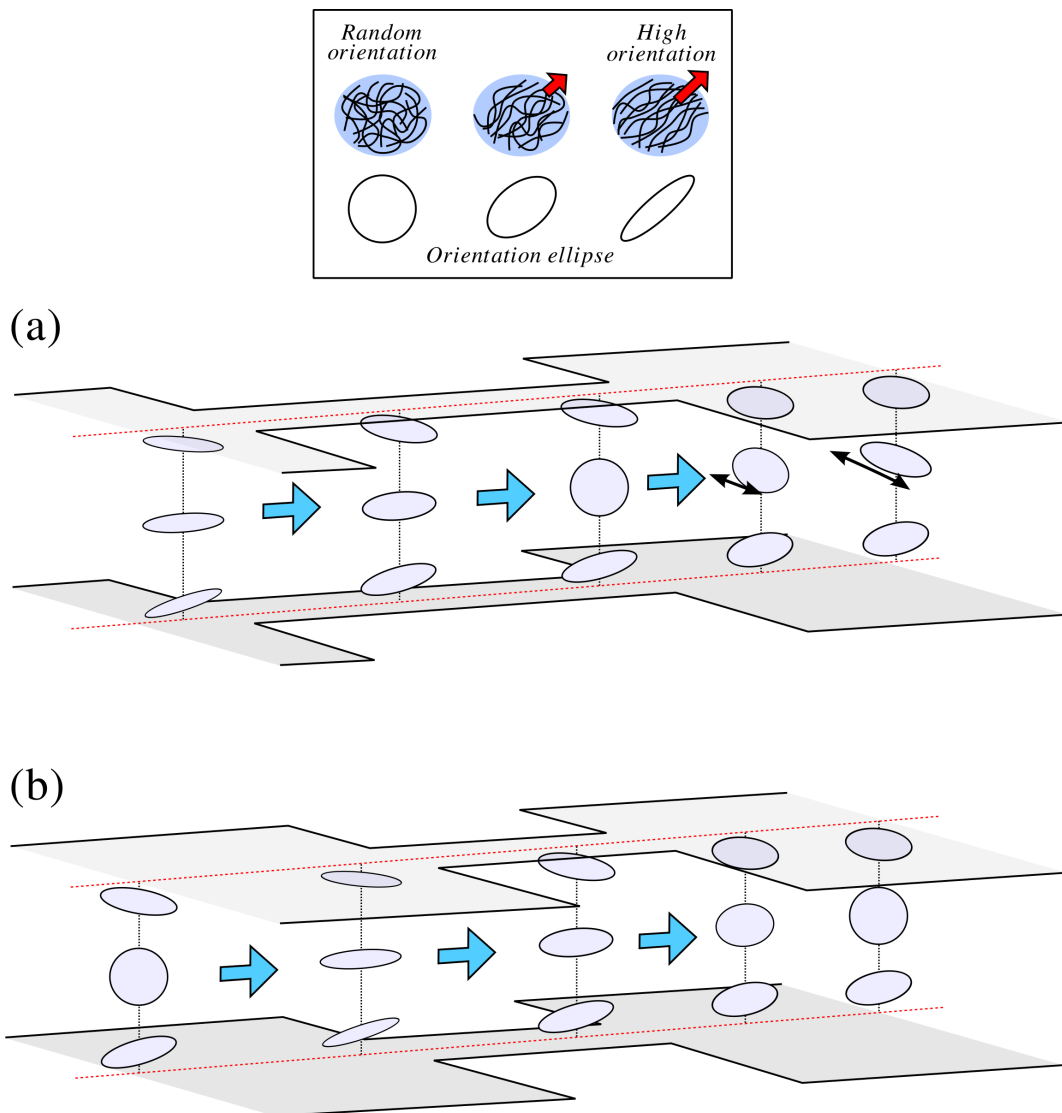 Random
orientation
High
orientation
Orientation ellipse
(a)
(b)